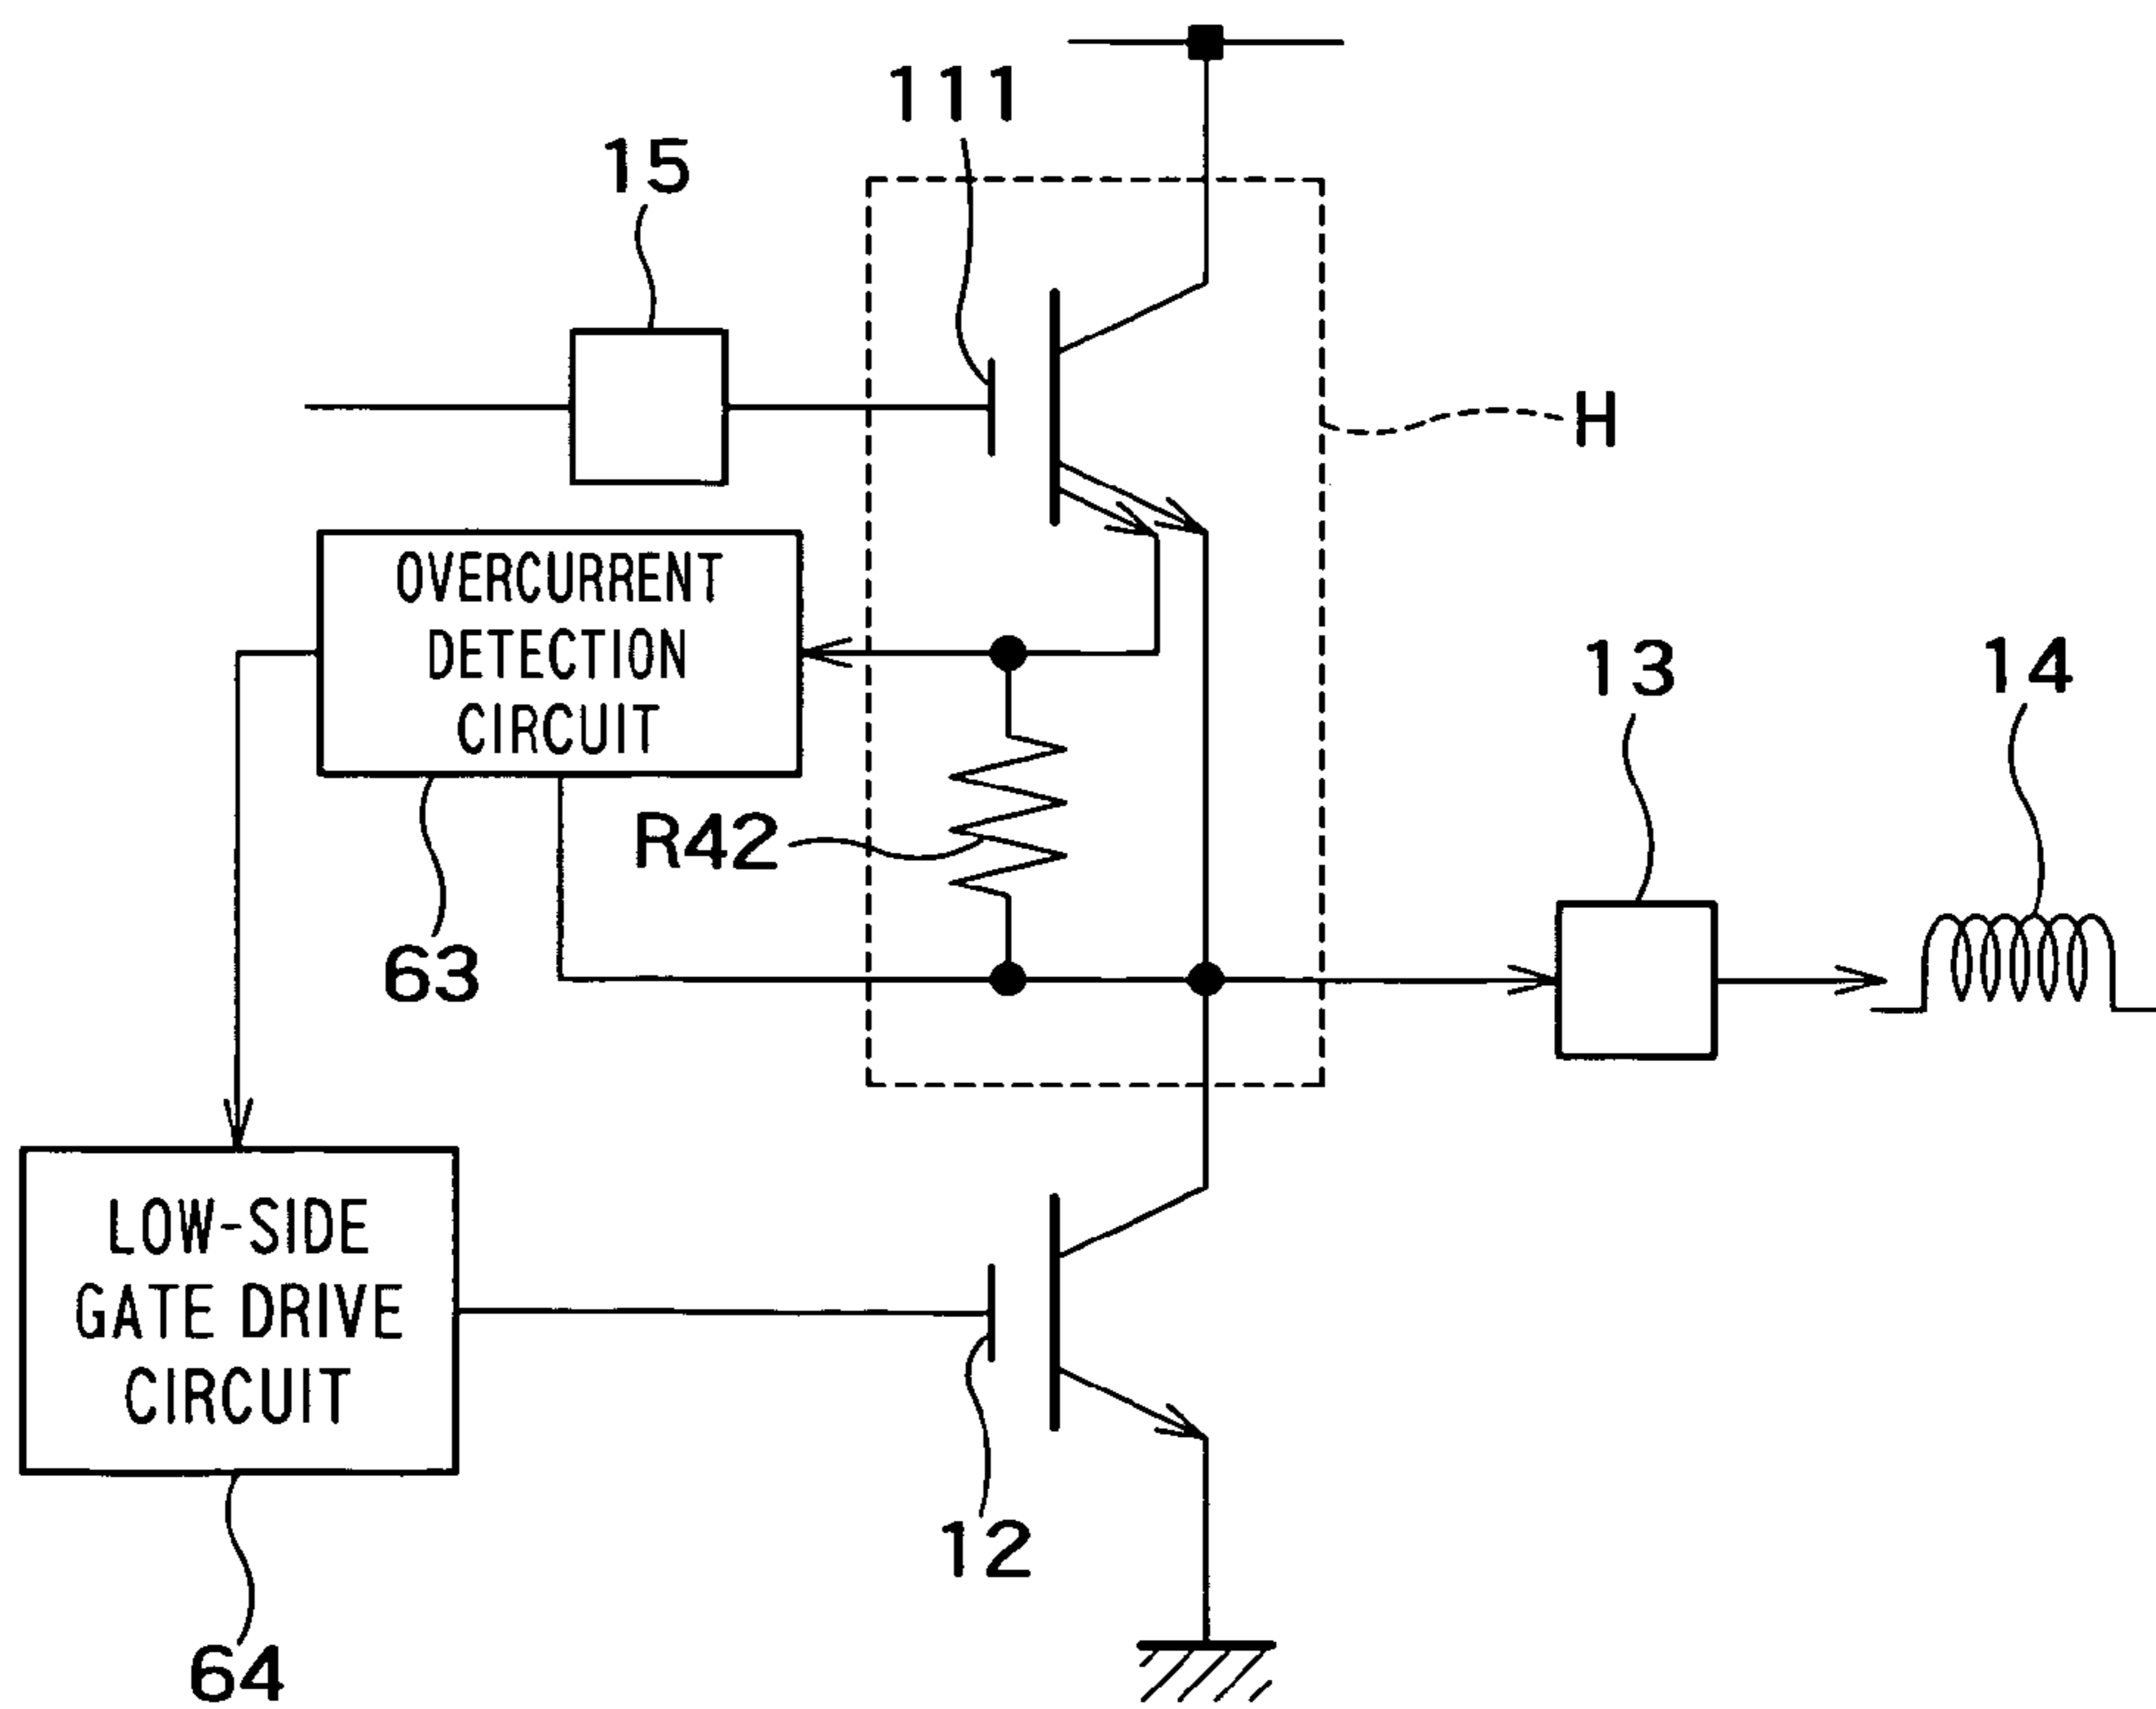 111
15
H
OVERCURRENT
DETECTION
CIRCUIT
13
14
R42
63
LOW-SIDE
GATE DRIVE
CIRCUIT
12
64